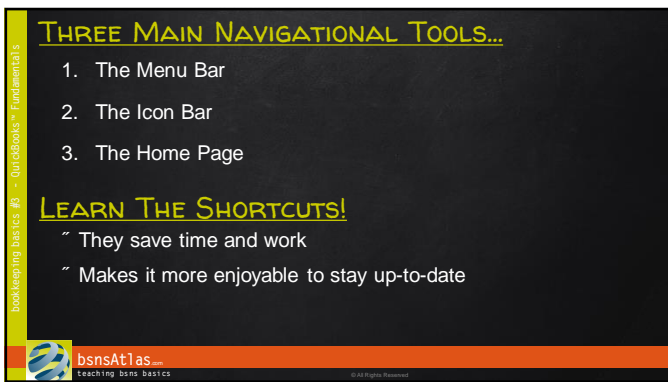 THREE MAIN NAVIGATIONAL TOOLS...
1. The Menu Bar
2. The Icon Bar
3. The Home Page
LEARN THE SHORTCUTS!
˝ They save time and work
˝ Makes it more enjoyable to stay up-to-date
bookkeeping basics #3 - QuickBooks™ Fundamentals
bsnsAtlas.com
teaching bsns basics
© All Rights Reserved